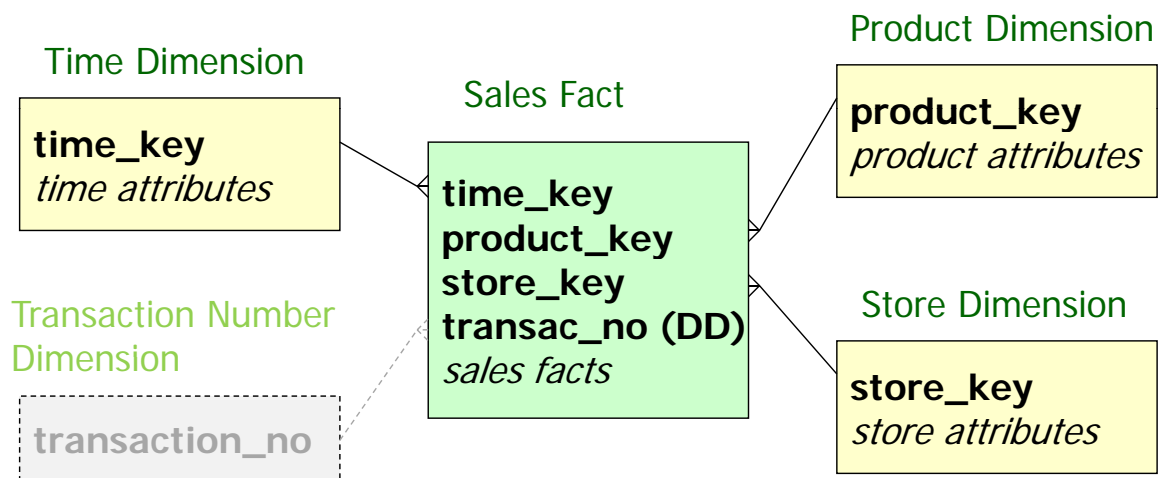 Time Dimension
time_key
time attributes
Sales Fact
time_key
product_key
store_key
transac_no (DD)
sales facts
Product Dimension
product_key
product attributes
Transaction Number
Dimension
transaction_no
Store Dimension
store_key
store attributes